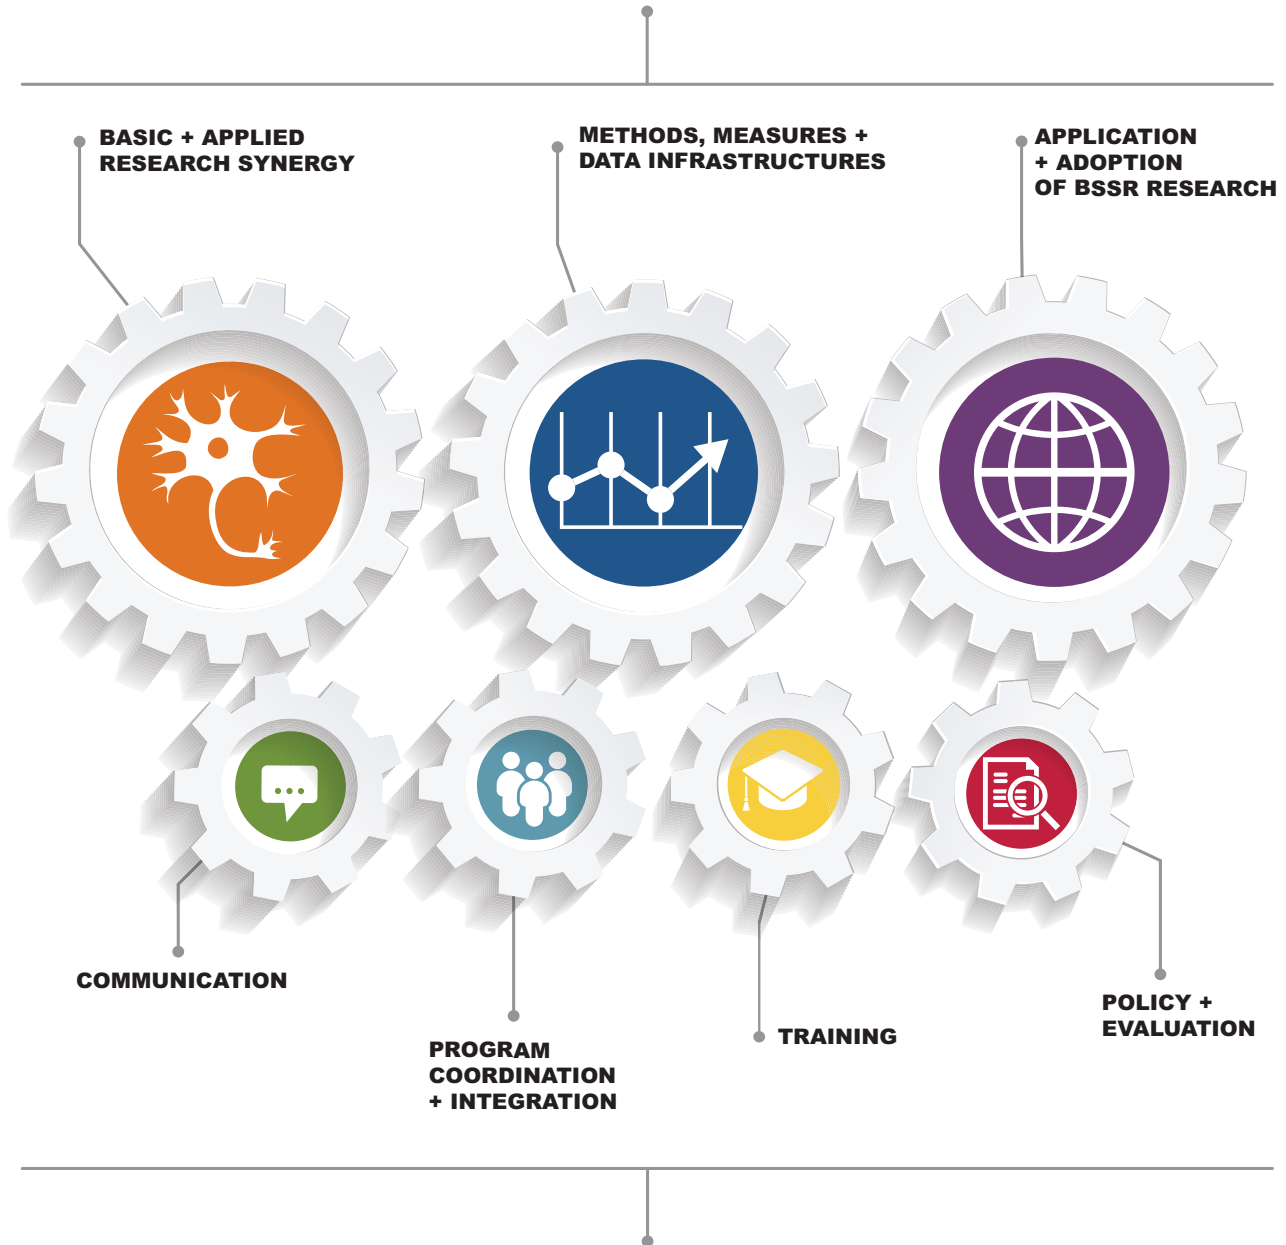 BASIC + APPLIED
RESEARCH SYNERGY
METHODS, MEASURES +
DATA INFRASTRUCTURES
APPLICATION
+ ADOPTION
OF BSSR RESEARCH
COMMUNICATION
PROGRAM
COORDINATION
+ INTEGRATION
TRAINING
POLICY +
EVALUATION